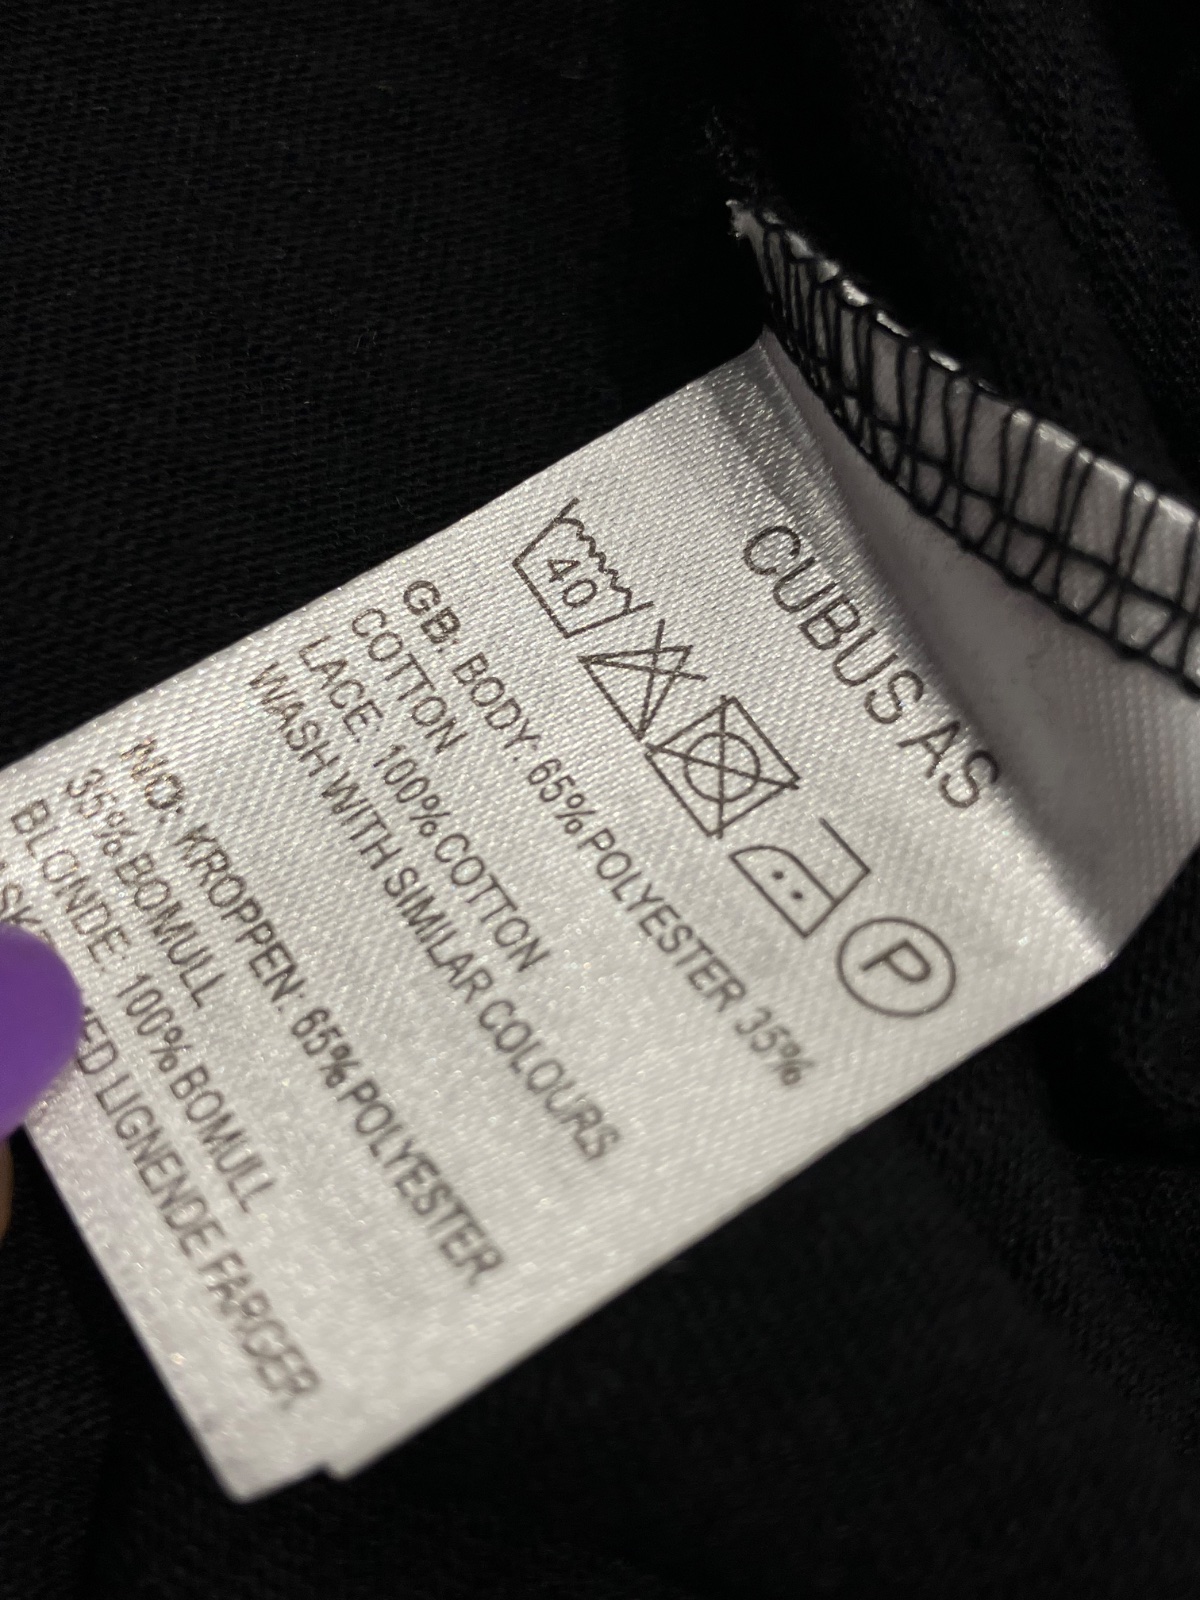 CUBUS AS
40
P
GB: BODY: 65% POLYESTER 35%
COTTON
LACE: 100% COTTON
WASH WITH SIMILAR COLOURS
NO: KROPPEN: 65% POLYESTER
35% BOMULL
BLONDE: 100% BOMULL
MED LIGNENDE FARGER